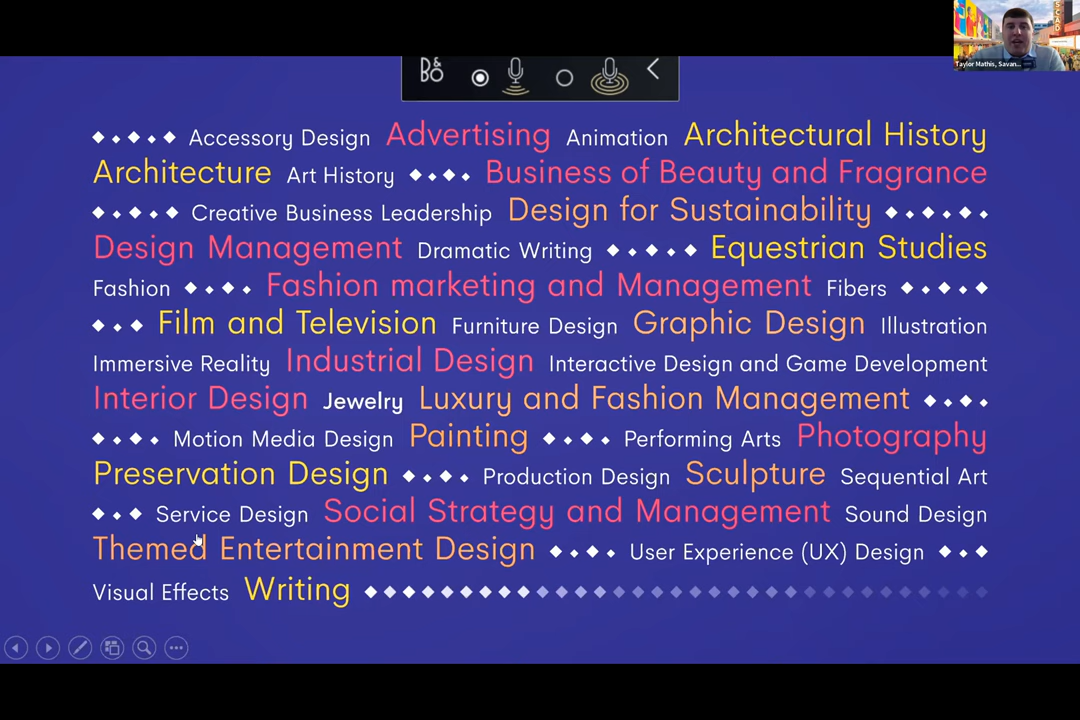 Taylor Mathis, Savan...
B&O
Accessory Design Advertising Animation Architectural History
Architecture Art History Business of Beauty and Fragrance
Creative Business Leadership Design for Sustainability
Design Management Dramatic Writing Equestrian Studies
Fashion Fashion marketing and Management Fibers
Film and Television Furniture Design Graphic Design Illustration
Immersive Reality Industrial Design Interactive Design and Game Development
Interior Design Jewelry Luxury and Fashion Management
Motion Media Design Painting Performing Arts Photography
Preservation Design Production Design Sculpture Sequential Art
Service Design Social Strategy and Management Sound Design
Themed Entertainment Design User Experience (UX) Design
Visual Effects Writing